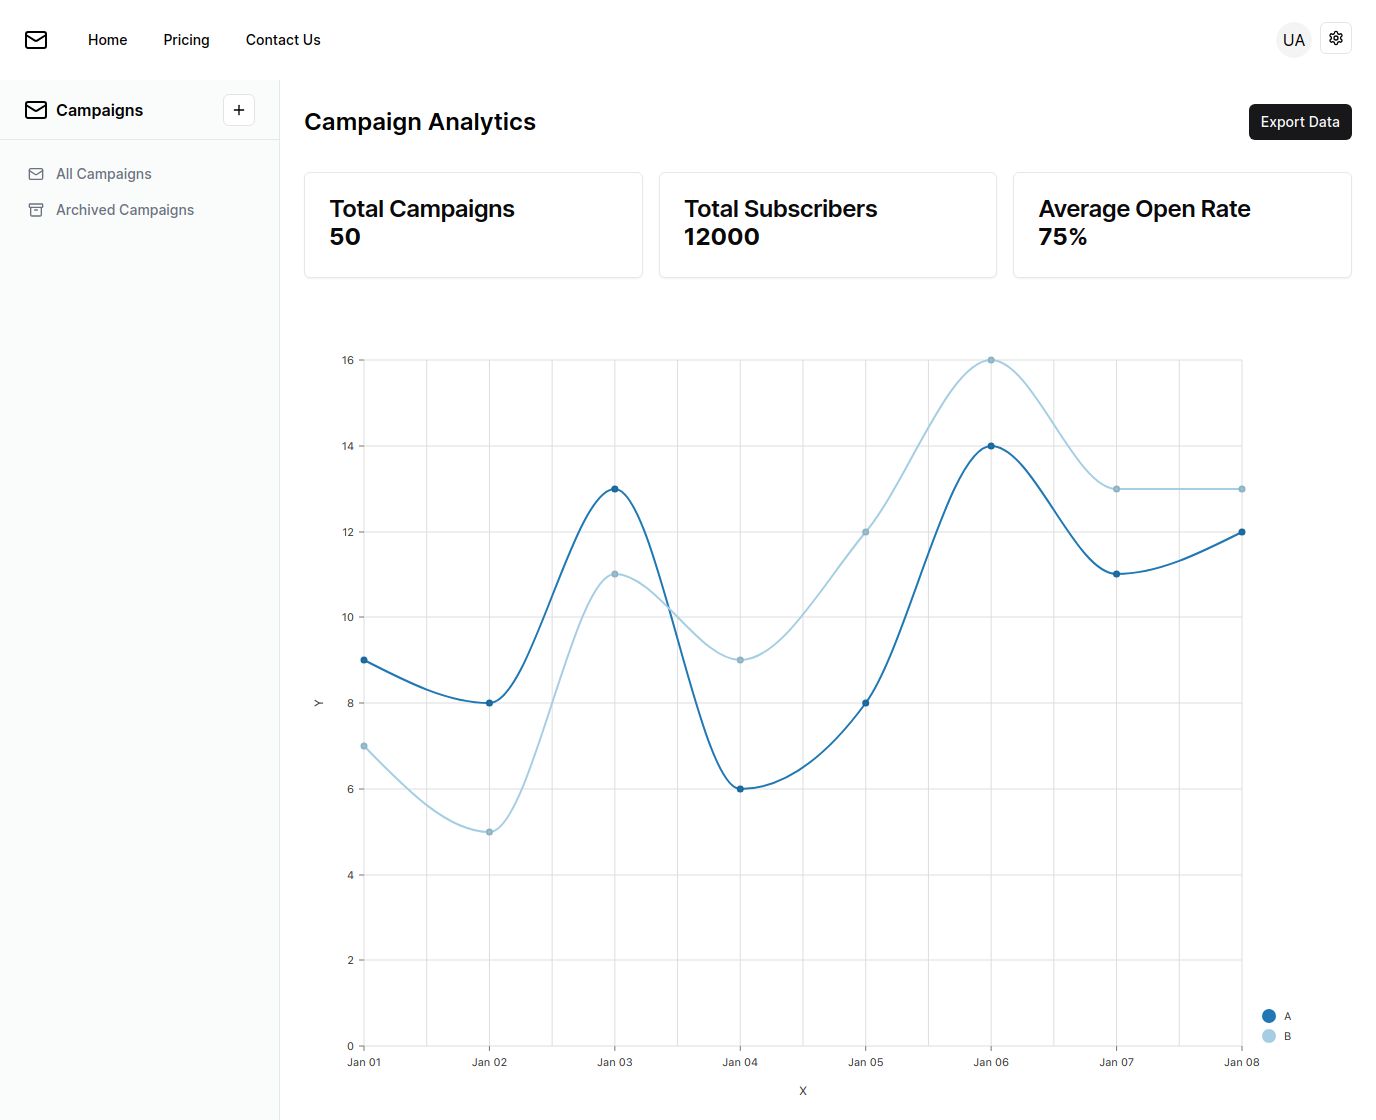 Home Pricing Contact Us UA
Campaigns
All Campaigns
Archived Campaigns
Campaign Analytics Export Data
Total Campaigns
50
Total Subscribers
12000
Average Open Rate
75%
16
14
12
10
8
6
4
2
0
Y
Jan 01 Jan 02 Jan 03 Jan 04 Jan 05 Jan 06 Jan 07 Jan 08
X
A
B